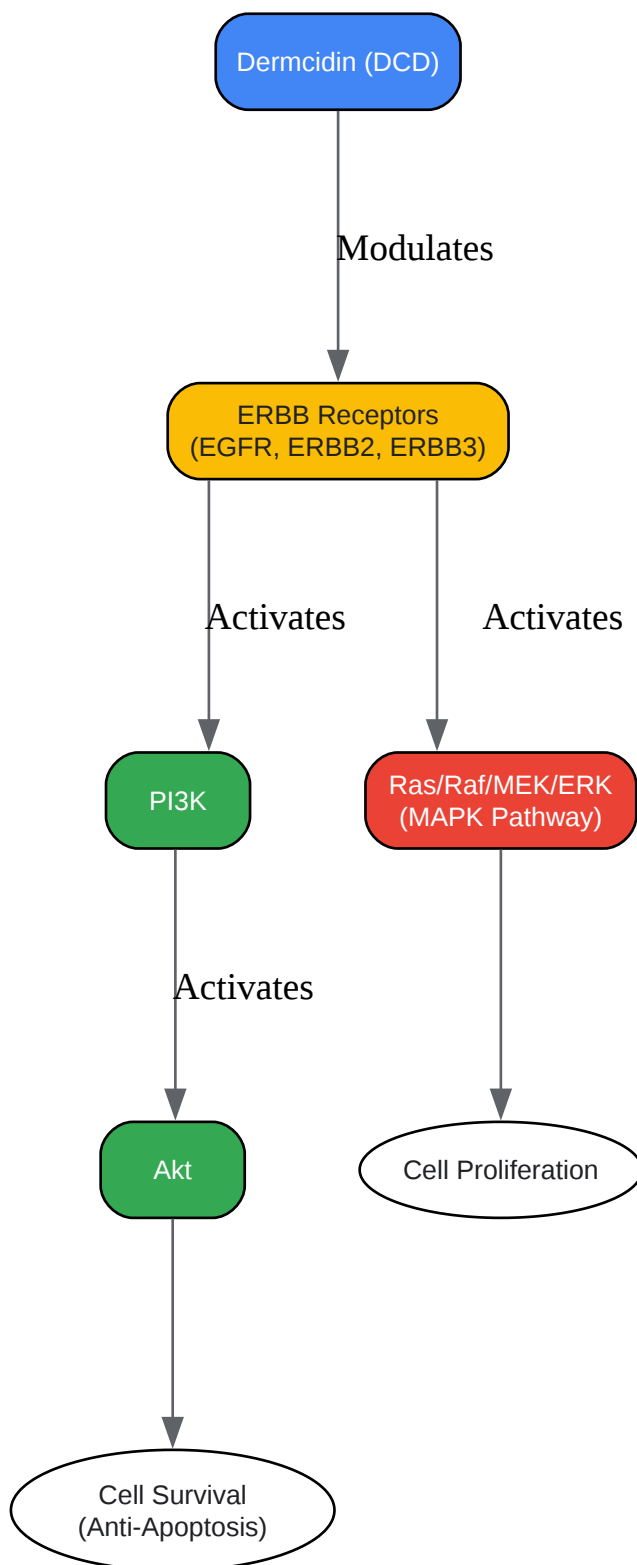 Dermcidin (DCD)
Modulates
ERBB Receptors
(EGFR, ERBB2, ERBB3)
Activates
Activates
PI3K
Ras/Raf/MEK/ERK
(MAPK Pathway)
Activates
Akt
Cell Proliferation
Cell Survival
(Anti-Apoptosis)